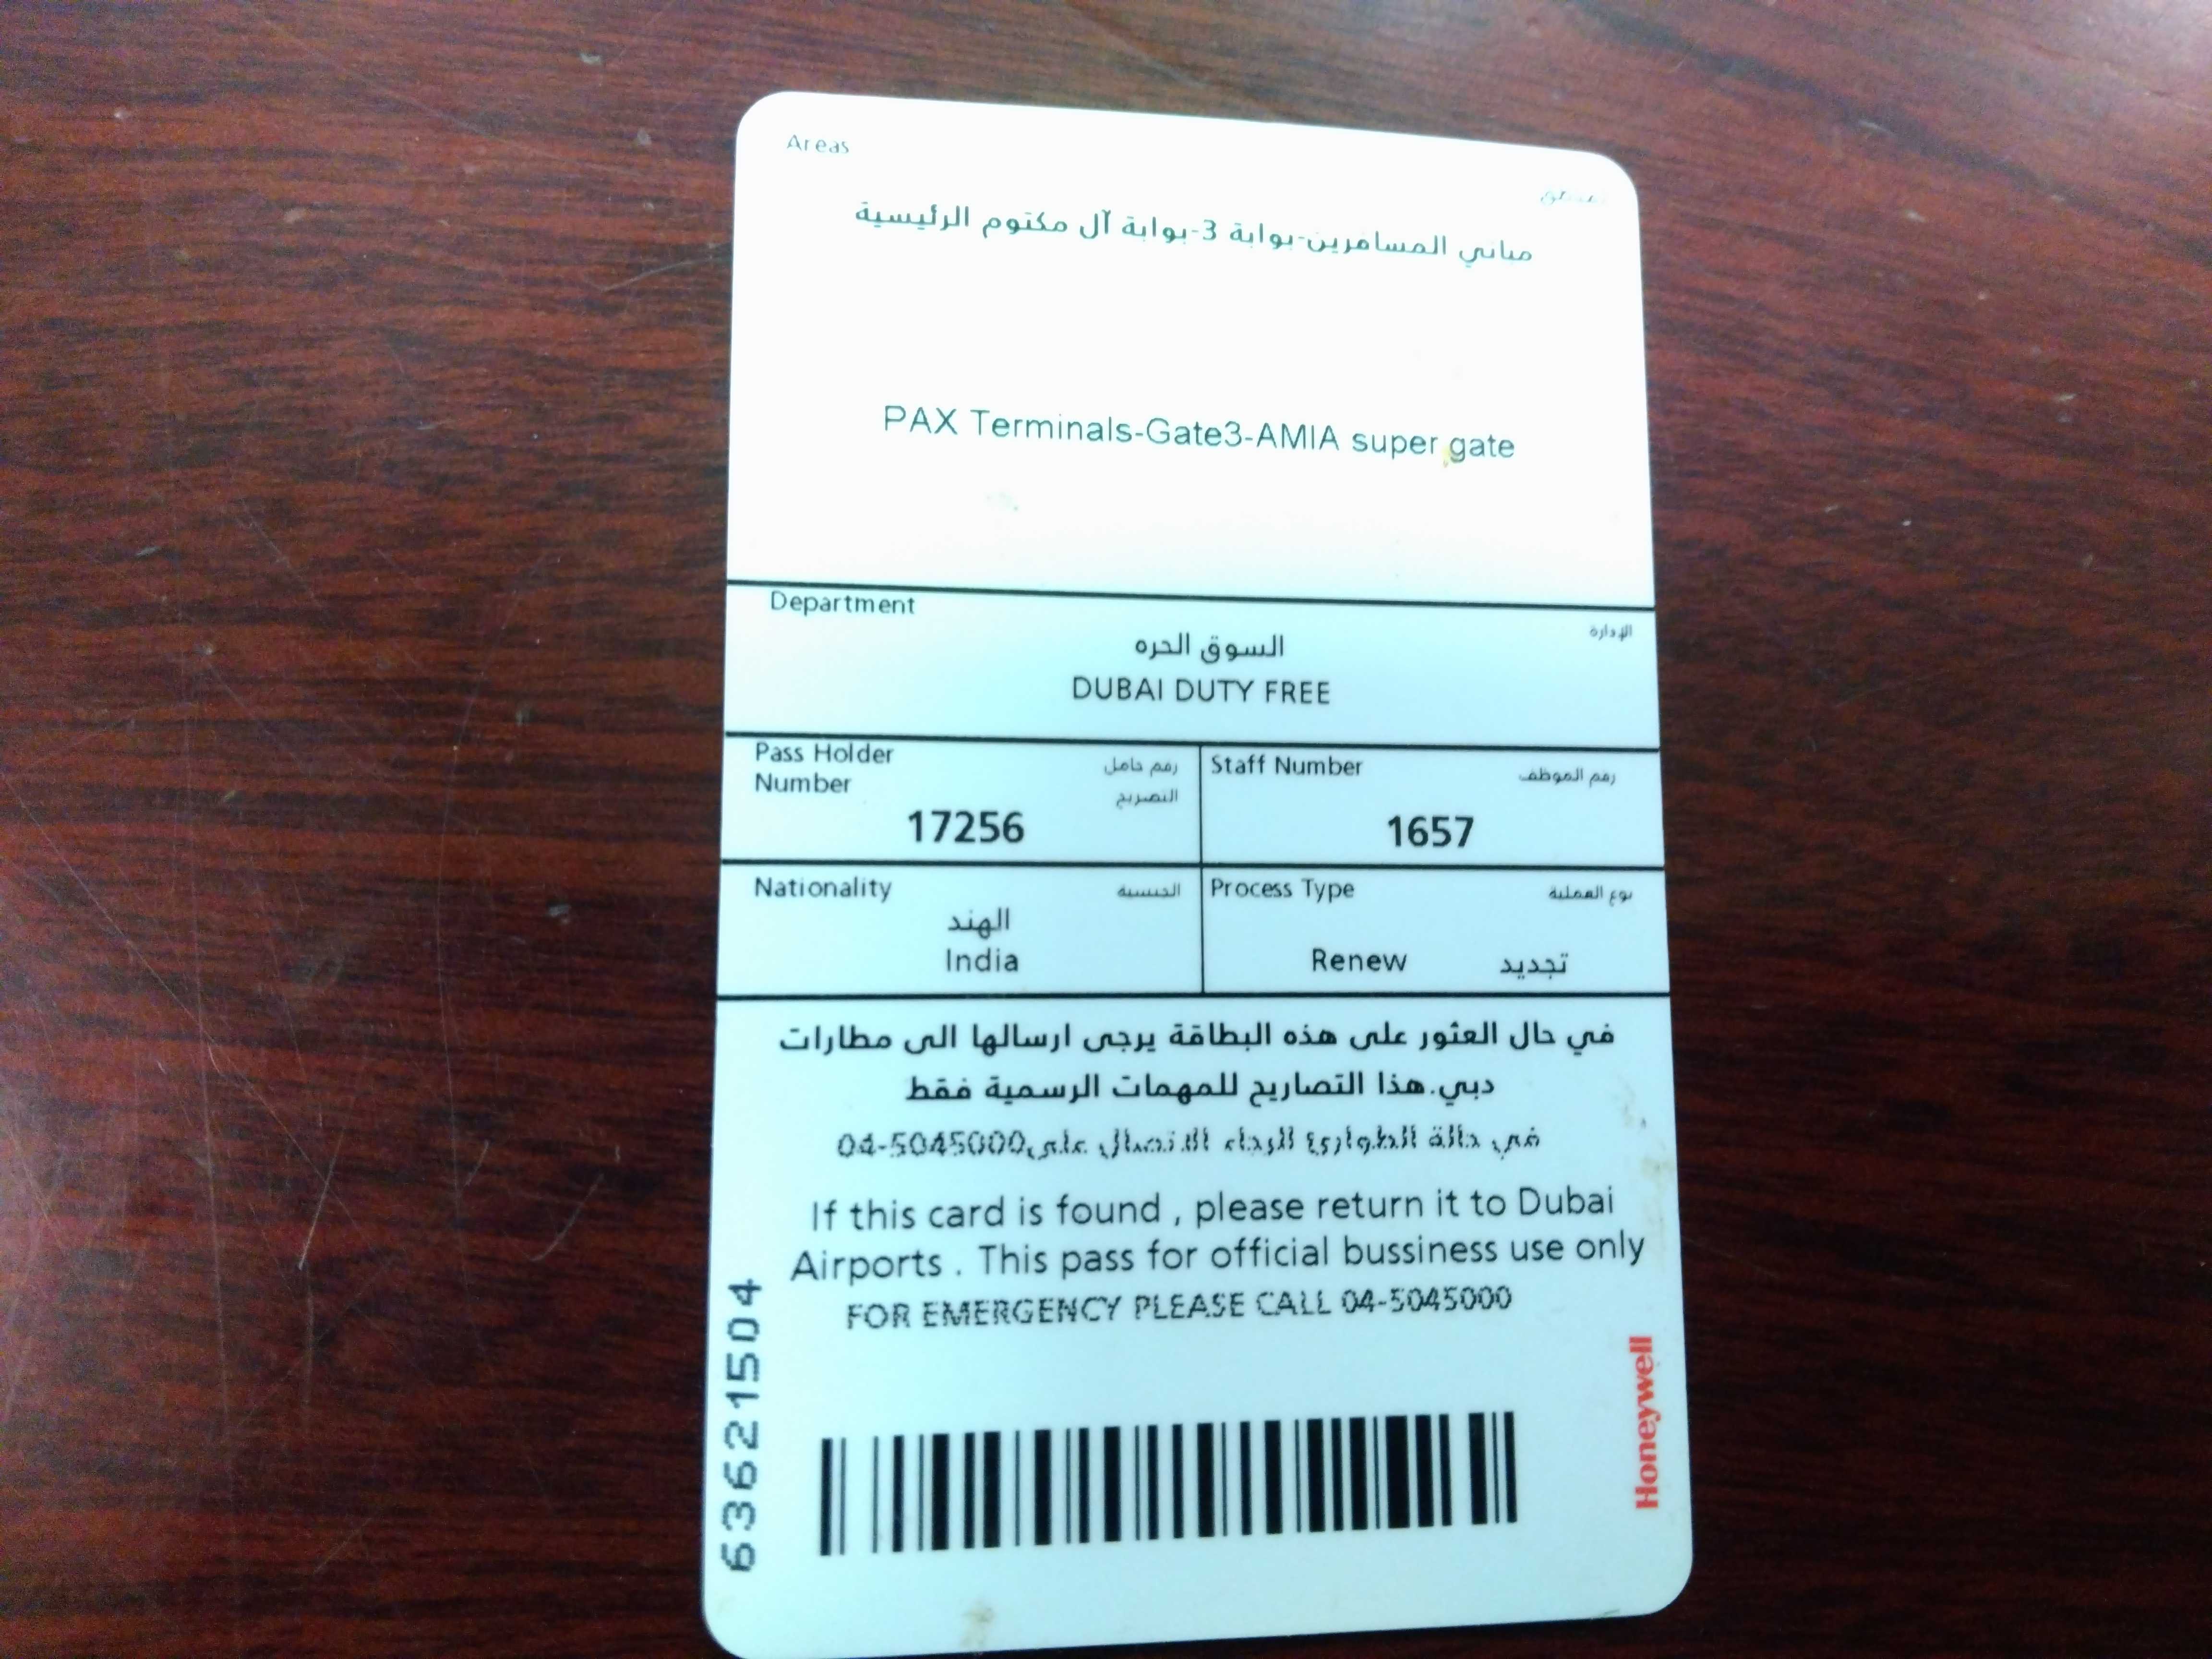 Areas
مباني المسافرين-بوابة 3-بوابة آل مكتوم الرئيسية
PAX Terminals-Gate3-AMIA super gate
Department
الإدارة
السوق الحره
DUBAI DUTY FREE
Pass Holder
Number
رقم حامل
التصريح
17256
Staff Number
رقم الموظف
1657
Nationality
الجنسية
الهند
India
Process Type
نوع العملية
Renew تجديد
في حال العثور على هذه البطاقة يرجى ارسالها الى مطارات
دبي.هذا التصاريح للمهمات الرسمية فقط
في حالة الطوارئ الرجاء الاتصال على 04-5045000
If this card is found , please return it to Dubai
Airports . This pass for official bussiness use only
FOR EMERGENCY PLEASE CALL 04-5045000
63621504
Honeywell